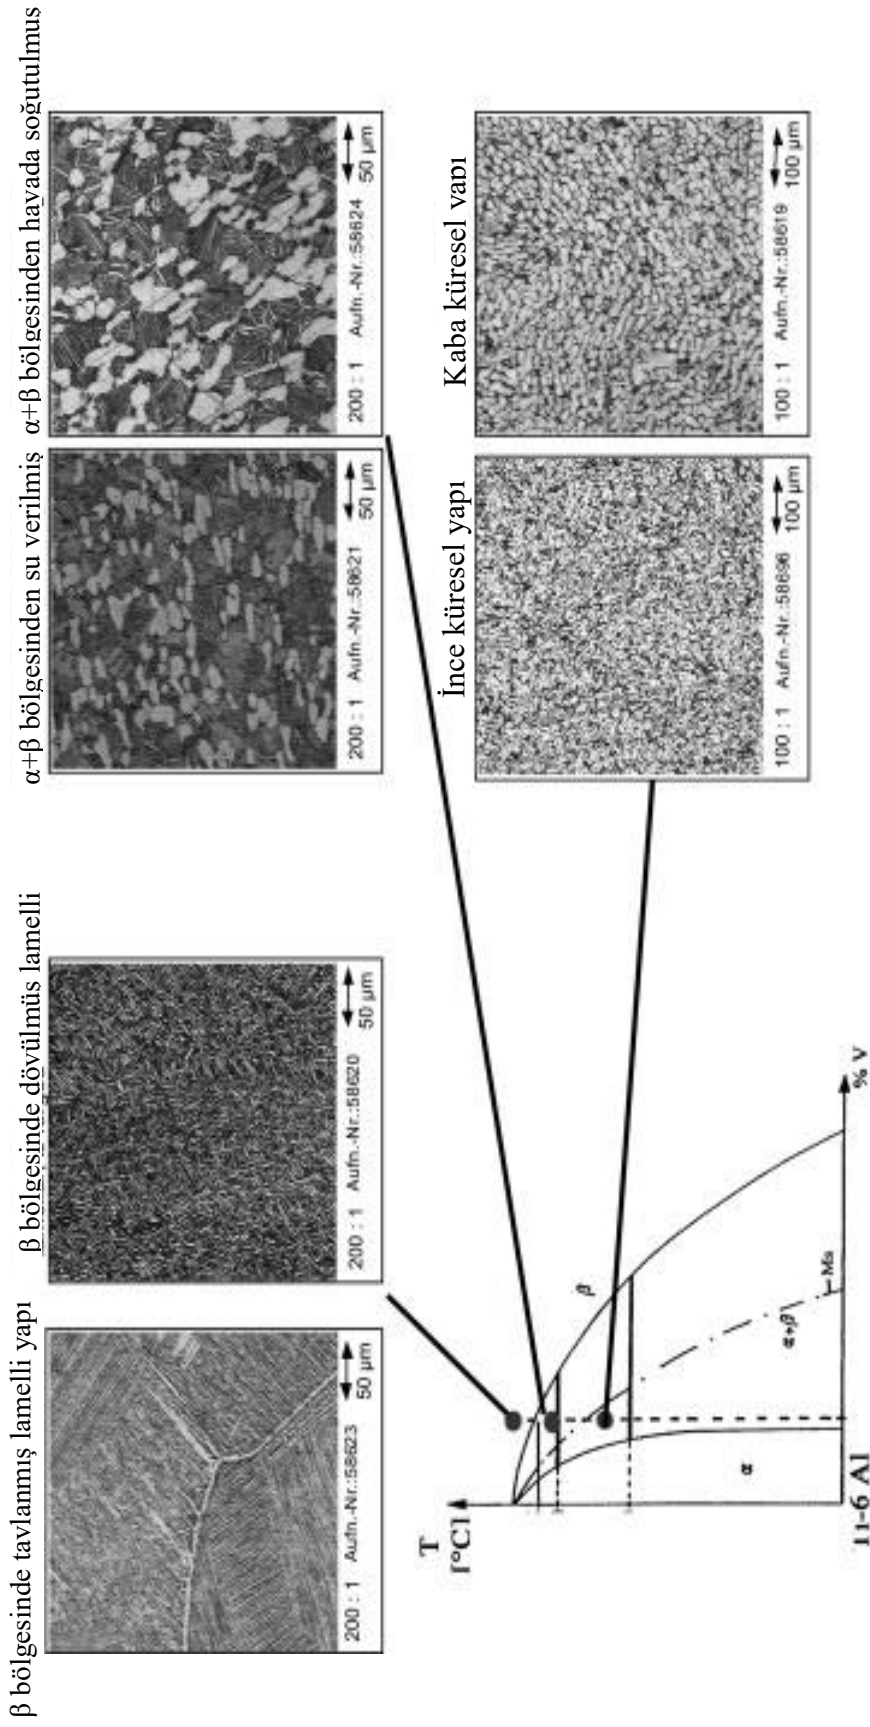 β bölgesinde tavlanmış lamelli yapı
β bölgesinde dövülmüs lamelli
α+β bölgesinden su verilmiş
α+β bölgesinden havada soğutulmuş
200 : 1 Aufn.-Nr.:58623
50 µm
200 : 1 Aufn.-Nr.:58620
50 µm
200 : 1 Aufn.-Nr.:58621
50 µm
200 : 1 Aufn.-Nr.:58624
50 µm
İnce küresel yapı
Kaba küresel yapı
100 : 1 Aufn.-Nr.:58696
100 µm
100 : 1 Aufn.-Nr.:58619
100 µm
T
[°C]
β
α
α+β
Ms
Ti-6 Al
% V